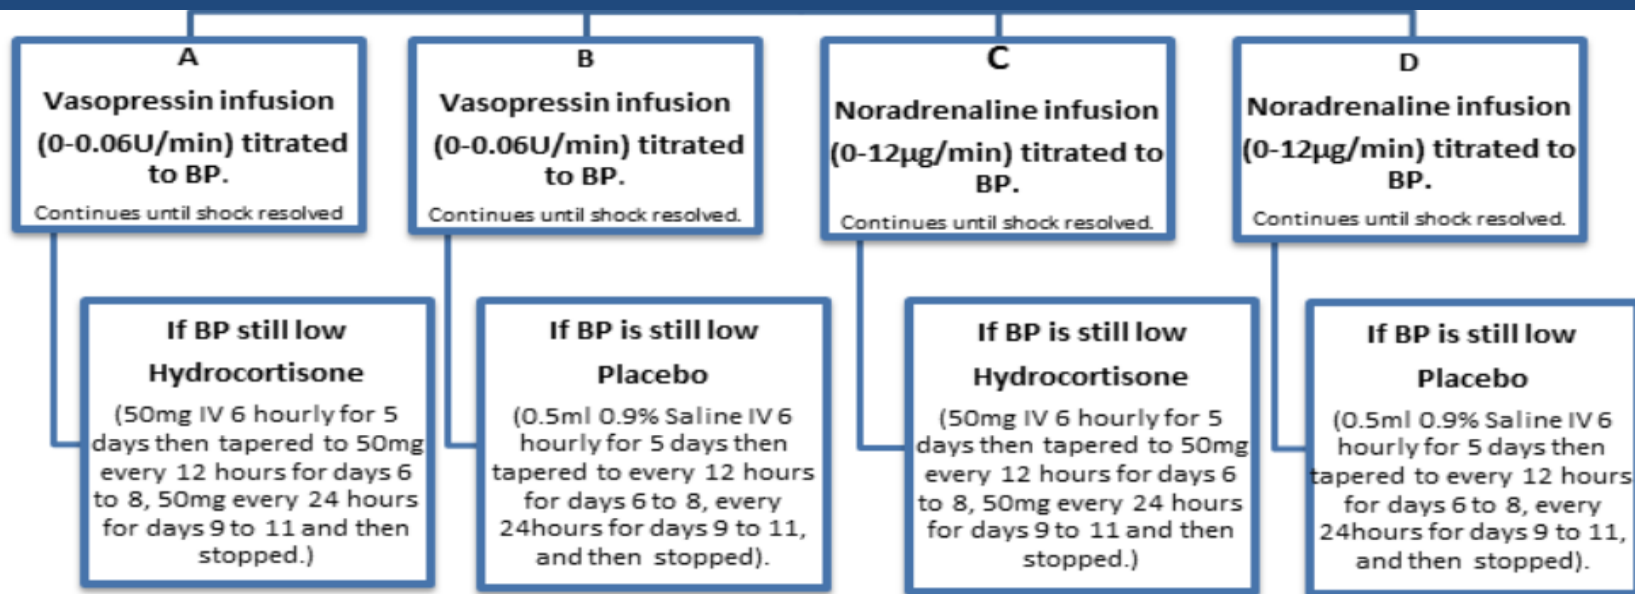 A
Vasopressin infusion
(0-0.06U/min) titrated
to BP.
Continues until shock resolved
If BP still low
Hydrocortisone
(50mg IV 6 hourly for 5
days then tapered to 50mg
every 12 hours for days 6
to 8, 50mg every 24 hours
for days 9 to 11 and then
stopped.)
B
Vasopressin infusion
(0-0.06U/min) titrated
to BP.
Continues until shock resolved.
If BP is still low
Placebo
(0.5ml 0.9% Saline IV 6
hourly for 5 days then
tapered to every 12 hours
for days 6 to 8, every
24hours for days 9 to 11,
and then stopped).
C
Noradrenaline infusion
(0-12µg/min) titrated to
BP.
Continues until shock resolved.
If BP is still low
Hydrocortisone
(50mg IV 6 hourly for 5
days then tapered to 50mg
every 12 hours for days 6
to 8, 50mg every 24 hours
for days 9 to 11 and then
stopped.)
D
Noradrenaline infusion
(0-12µg/min) titrated to
BP.
Continues until shock resolved.
If BP is still low
Placebo
(0.5ml 0.9% Saline IV 6
hourly for 5 days then
tapered to every 12 hours
for days 6 to 8, every
24hours for days 9 to 11,
and then stopped).